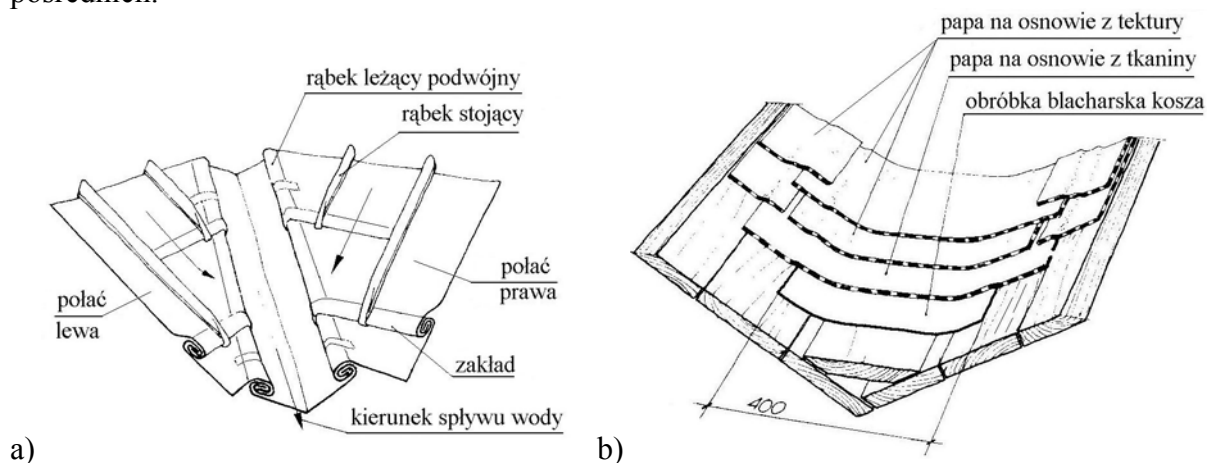 pośrednich.
rąbek leżący podwójny
rąbek stojący
połać
lewa
połać
prawa
zakład
kierunek spływu wody
a)
papa na osnowie z tektury
papa na osnowie z tkaniny
obróbka blacharska kosza
400
b)